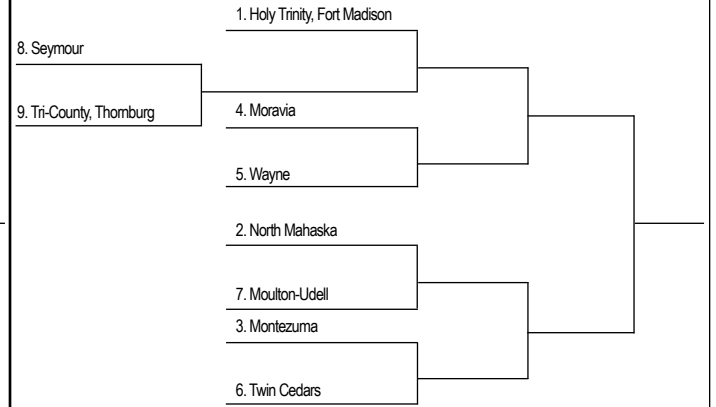 1. Holy Trinity, Fort Madison
8. Seymour
9. Tri-County, Thornburg
4. Moravia
5. Wayne
2. North Mahaska
7. Moulton-Udell
3. Montezuma
6. Twin Cedars